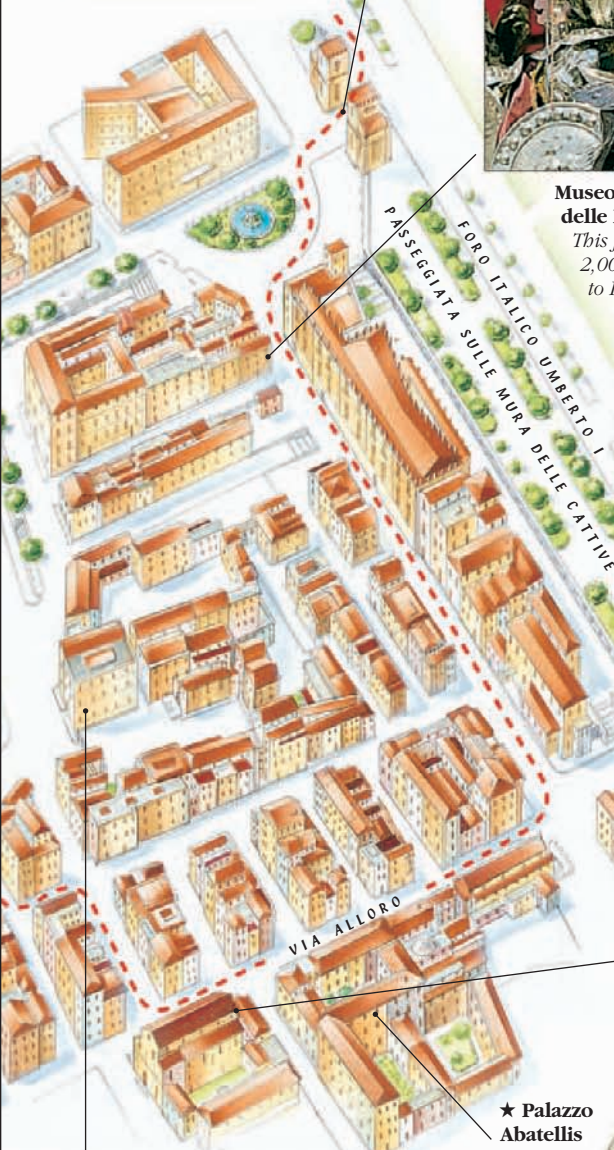 Museo
delle
This
2,00
to
FORO ITALICO UMBERTO I
PASSEGGIATA SULLE MURA DELLE CATTIVE
VIA ALLORO
★ Palazzo
Abatellis